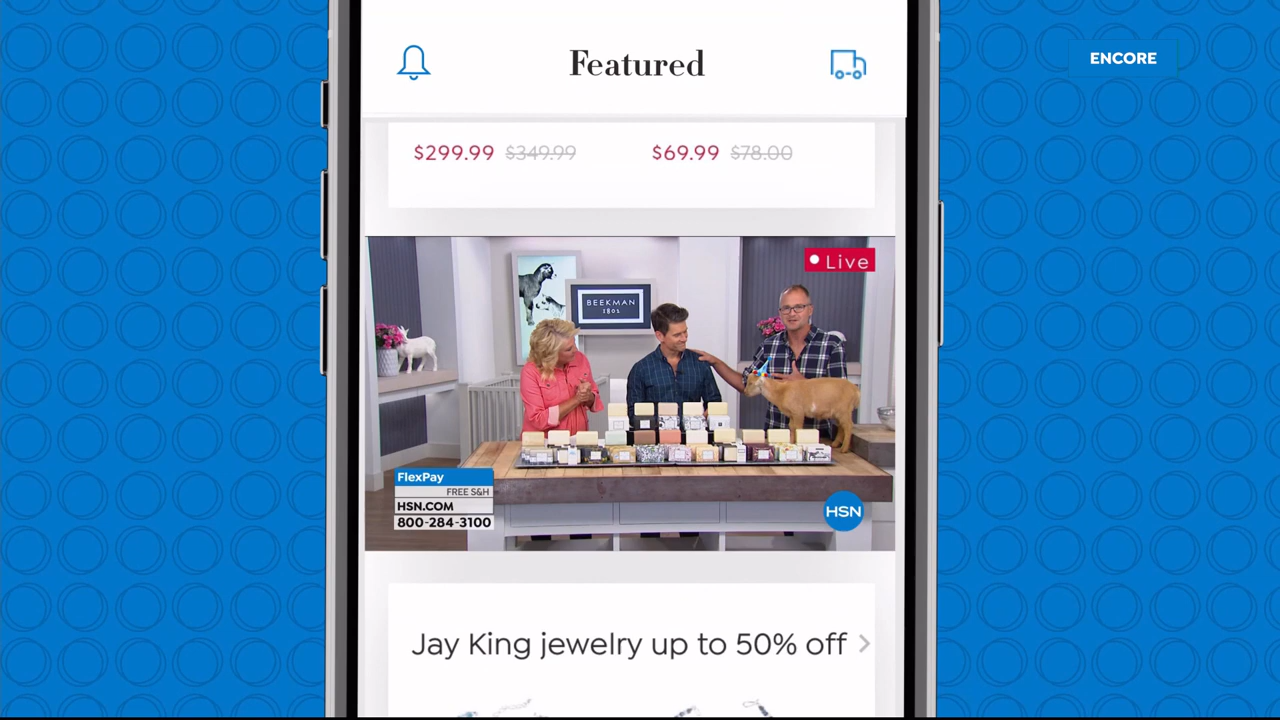 Featured
ENCORE
$299.99 $349.99 $69.99 $78.00
Live
BEEKMAN
1802
FlexPay
FREE S&H
HSN.COM
800-284-3100
HSN
Jay King jewelry up to 50% off